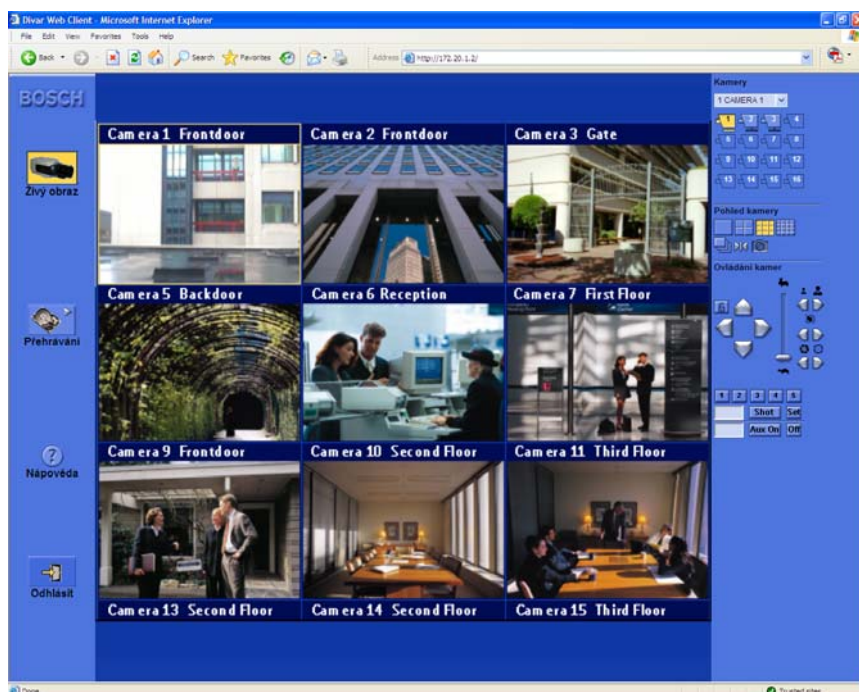 Divar Web Client - Microsoft Internet Explorer
File Edit View Favorites Tools Help
Back Search Favorites Address http://172.20.1.2/
BOSCH
Živý obraz
Přehrávání
Nápověda
Odhlásit
Camera 1 Frontdoor Camera 2 Frontdoor Camera 3 Gate
Camera 5 Backdoor Camera 6 Reception Camera 7 First Floor
Camera 9 Frontdoor Camera 10 Second Floor Camera 11 Third Floor
Camera 13 Second Floor Camera 14 Second Floor Camera 15 Third Floor
Kamery
1 CAMERA 1
1 2 3 4
5 6 7 8
9 10 11 12
13 14 15 16
Pohled kamery
Ovládání kamer
1 2 3 4 5
Shot Set
Aux On Off
Done Trusted sites